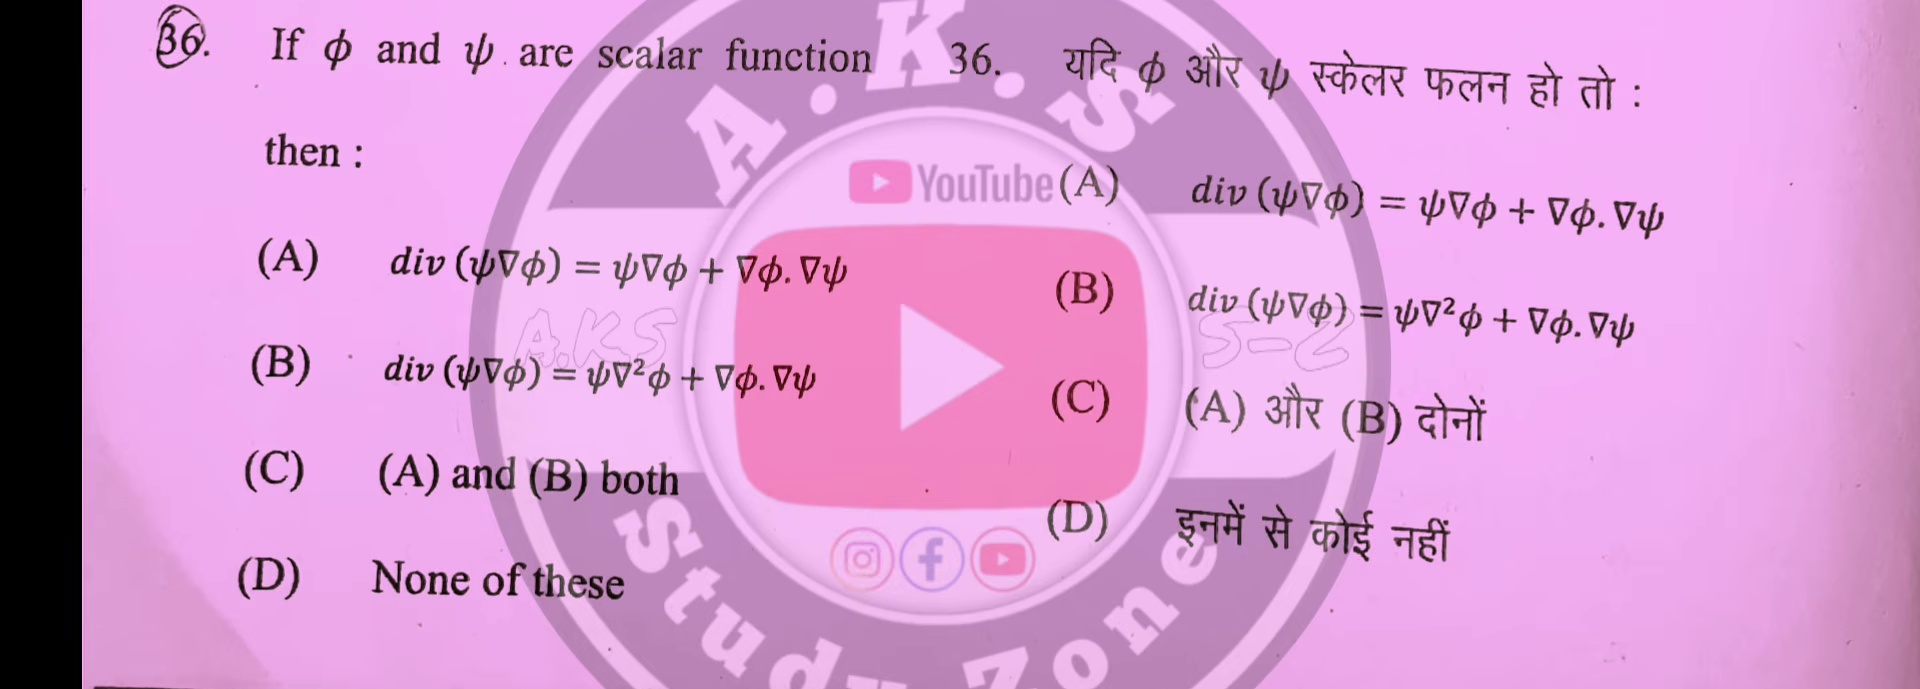 36. If ϕ and ψ are scalar function
then :
(A) div (ψ∇ϕ) = ψ∇ϕ + ∇ϕ. ∇ψ
(B) div (ψ∇ϕ) = ψ∇²ϕ + ∇ϕ. ∇ψ
(C) (A) and (B) both
(D) None of these
36. यदि ϕ और ψ स्केलर फलन हो तो :
(A) div (ψ∇ϕ) = ψ∇ϕ + ∇ϕ. ∇ψ
(B) div (ψ∇ϕ) = ψ∇²ϕ + ∇ϕ. ∇ψ
(C) (A) और (B) दोनों
(D) इनमें से कोई नहीं
A.K.S
YouTube
A.K.S
S-2
Study Zone